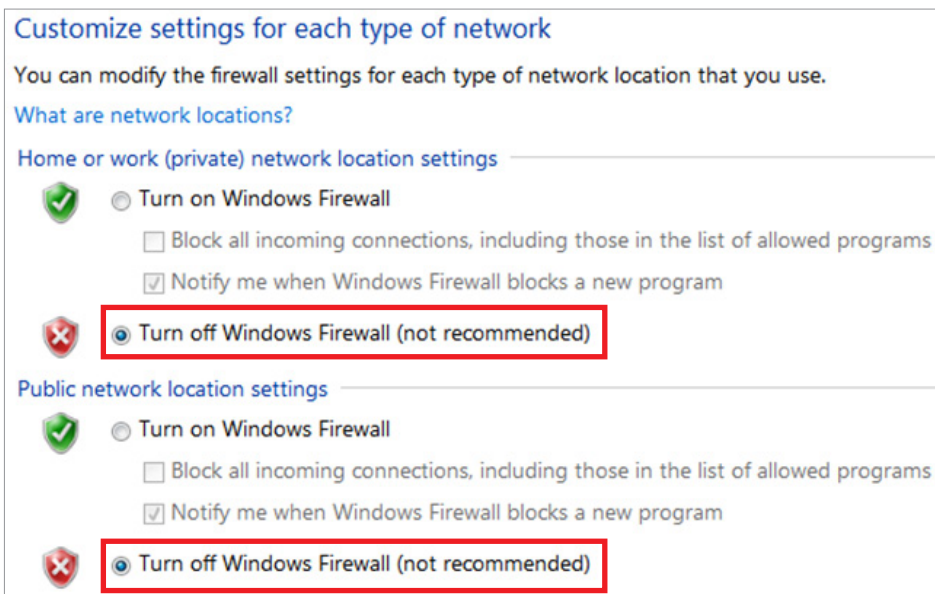 Customize settings for each type of network
You can modify the firewall settings for each type of network location that you use.
What are network locations?
Home or work (private) network location settings
Turn on Windows Firewall
Block all incoming connections, including those in the list of allowed programs
Notify me when Windows Firewall blocks a new program
Turn off Windows Firewall (not recommended)
Public network location settings
Turn on Windows Firewall
Block all incoming connections, including those in the list of allowed programs
Notify me when Windows Firewall blocks a new program
Turn off Windows Firewall (not recommended)